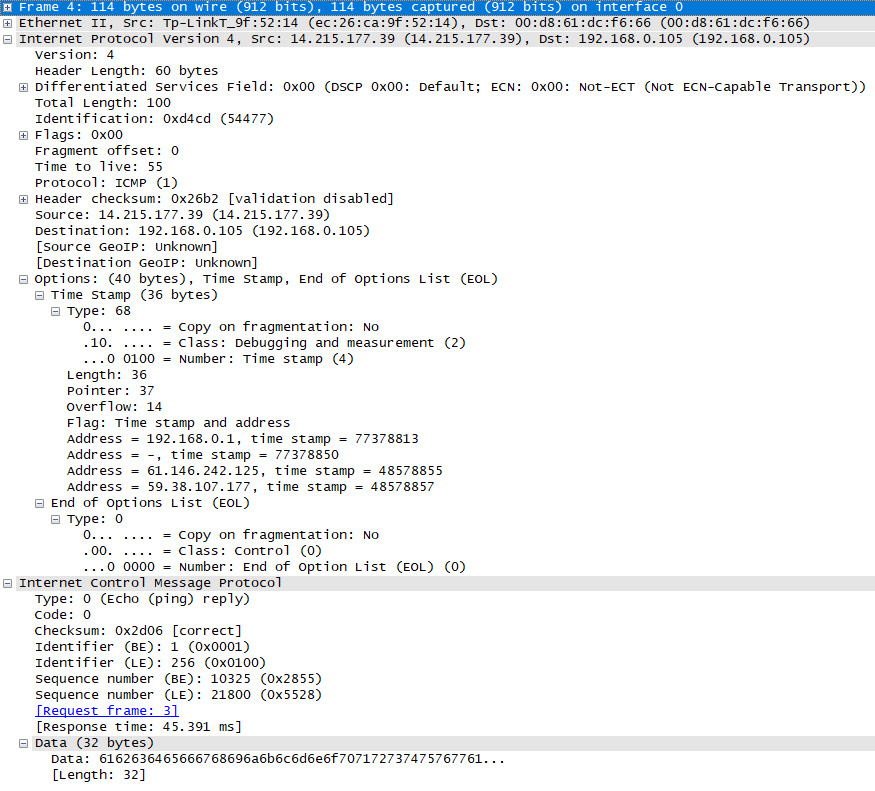 Frame 4: 114 bytes on wire (912 bits), 114 bytes captured (912 bits) on interface 0
Ethernet II, Src: Tp-LinkT_9f:52:14 (ec:26:ca:9f:52:14), Dst: 00:d8:61:dc:f6:66 (00:d8:61:dc:f6:66)
Internet Protocol Version 4, Src: 14.215.177.39 (14.215.177.39), Dst: 192.168.0.105 (192.168.0.105)
Version: 4
Header Length: 60 bytes
Differentiated Services Field: 0x00 (DSCP 0x00: Default; ECN: 0x00: Not-ECT (Not ECN-Capable Transport))
Total Length: 100
Identification: 0xd4cd (54477)
Flags: 0x00
Fragment offset: 0
Time to live: 55
Protocol: ICMP (1)
Header checksum: 0x26b2 [validation disabled]
Source: 14.215.177.39 (14.215.177.39)
Destination: 192.168.0.105 (192.168.0.105)
[Source GeoIP: Unknown]
[Destination GeoIP: Unknown]
Options: (40 bytes), Time Stamp, End of Options List (EOL)
Time Stamp (36 bytes)
Type: 68
0... .... = Copy on fragmentation: No
.10. .... = Class: Debugging and measurement (2)
...0 0100 = Number: Time stamp (4)
Length: 36
Pointer: 37
Overflow: 14
Flag: Time stamp and address
Address = 192.168.0.1, time stamp = 77378813
Address = -, time stamp = 77378850
Address = 61.146.242.125, time stamp = 48578855
Address = 59.38.107.177, time stamp = 48578857
End of Options List (EOL)
Type: 0
0... .... = Copy on fragmentation: No
.00. .... = Class: Control (0)
...0 0000 = Number: End of Option List (EOL) (0)
Internet Control Message Protocol
Type: 0 (Echo (ping) reply)
Code: 0
Checksum: 0x2d06 [correct]
Identifier (BE): 1 (0x0001)
Identifier (LE): 256 (0x0100)
Sequence number (BE): 10325 (0x2855)
Sequence number (LE): 21800 (0x5528)
[Request frame: 3]
[Response time: 45.391 ms]
Data (32 bytes)
Data: 6162636465666768696a6b6c6d6e6f707172737475767761...
[Length: 32]